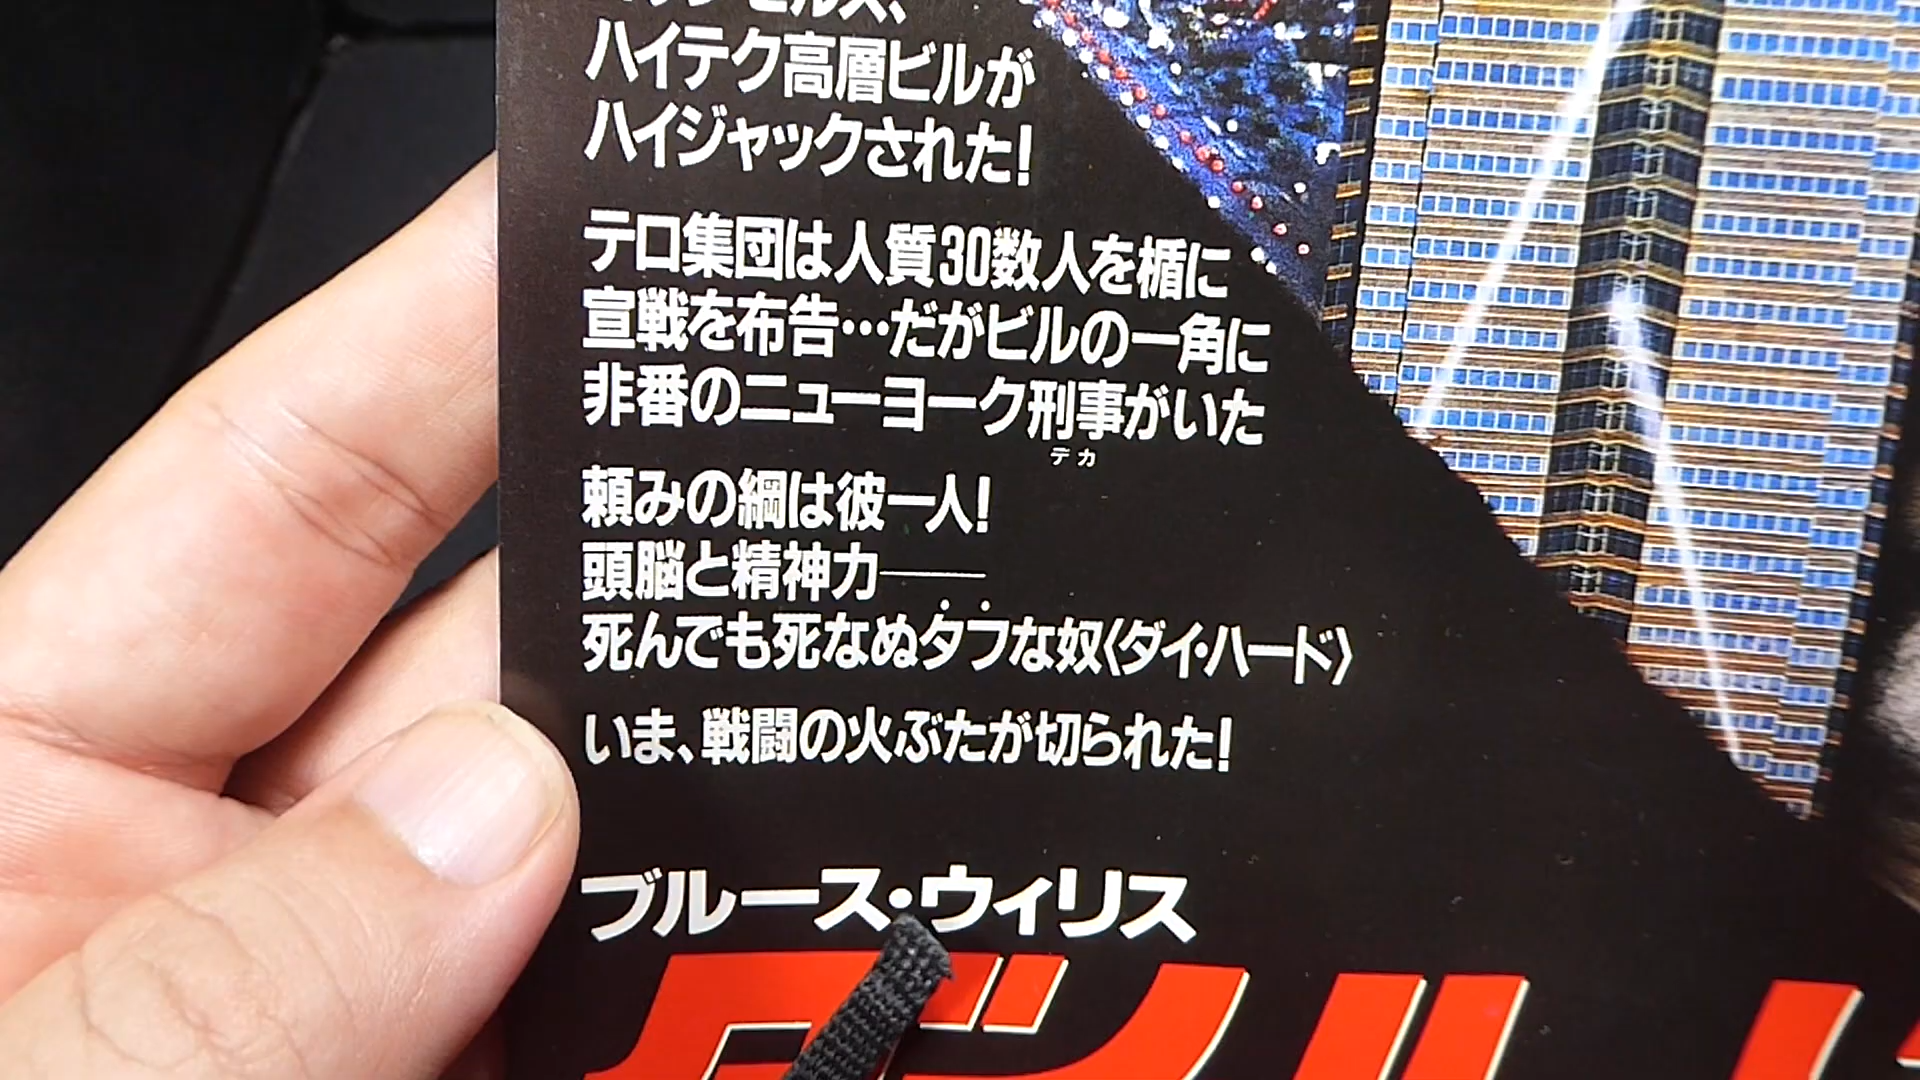 ハイテク高層ビルが
ハイジャックされた!
テロ集団は人質30数人を楯に
宣戦を布告…だがビルの一角に
非番のニューヨーク刑事がいた
デカ
頼みの綱は彼一人!
頭脳と精神力――
死んでも死なぬタフな奴〈ダイ・ハード〉
いま、戦闘の火ぶたが切られた!
ブルース・ウィリス